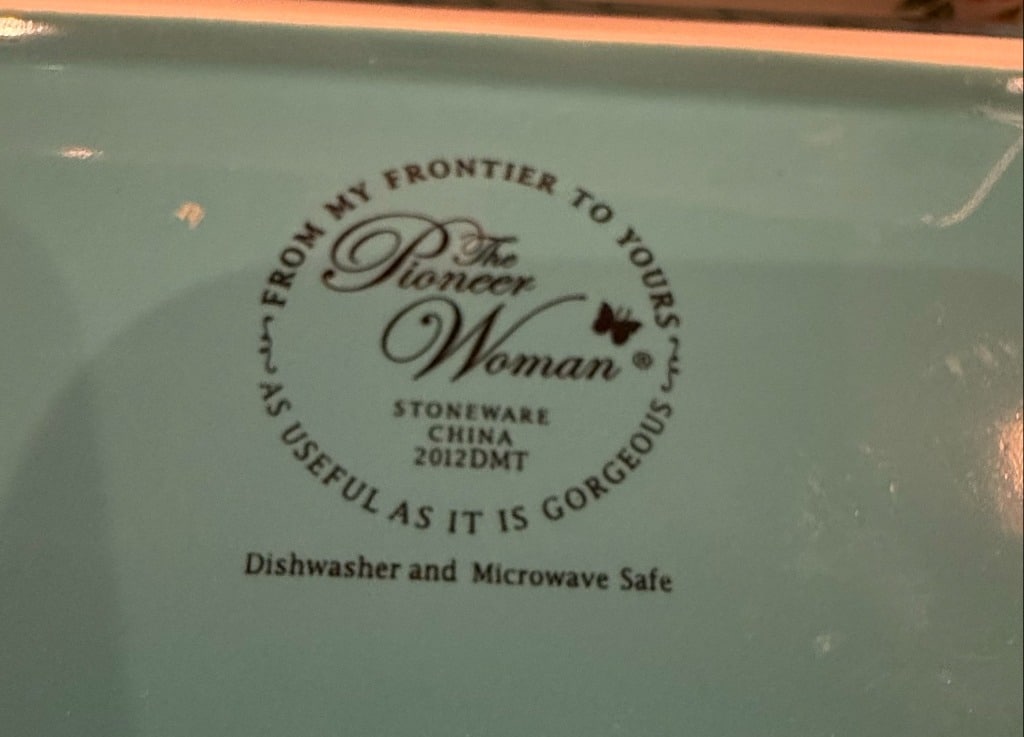 FROM MY FRONTIER TO YOURS
The
Pioneer
Woman®
STONEWARE
CHINA
2012DMT
AS USEFUL AS IT IS GORGEOUS
Dishwasher and Microwave Safe